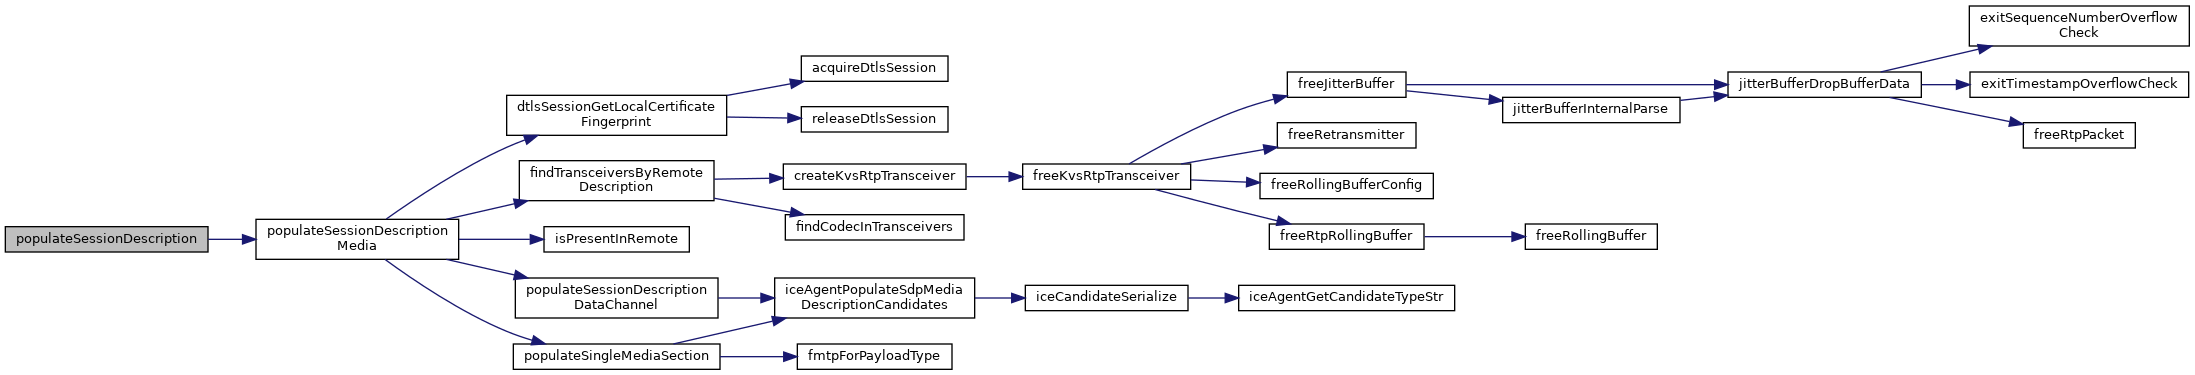 populateSessionDescription
populateSessionDescription
Media
dtlsSessionGetLocalCertificate
Fingerprint
findTransceiversByRemote
Description
isPresentInRemote
populateSessionDescription
DataChannel
populateSingleMediaSection
acquireDtlsSession
releaseDtlsSession
createKvsRtpTransceiver
findCodecInTransceivers
iceAgentPopulateSdpMedia
DescriptionCandidates
fmtpForPayloadType
freeKvsRtpTransceiver
iceCandidateSerialize
freeJitterBuffer
freeRetransmitter
freeRollingBufferConfig
freeRtpRollingBuffer
iceAgentGetCandidateTypeStr
jitterBufferInternalParse
freeRollingBuffer
jitterBufferDropBufferData
exitSequenceNumberOverflow
Check
exitTimestampOverflowCheck
freeRtpPacket